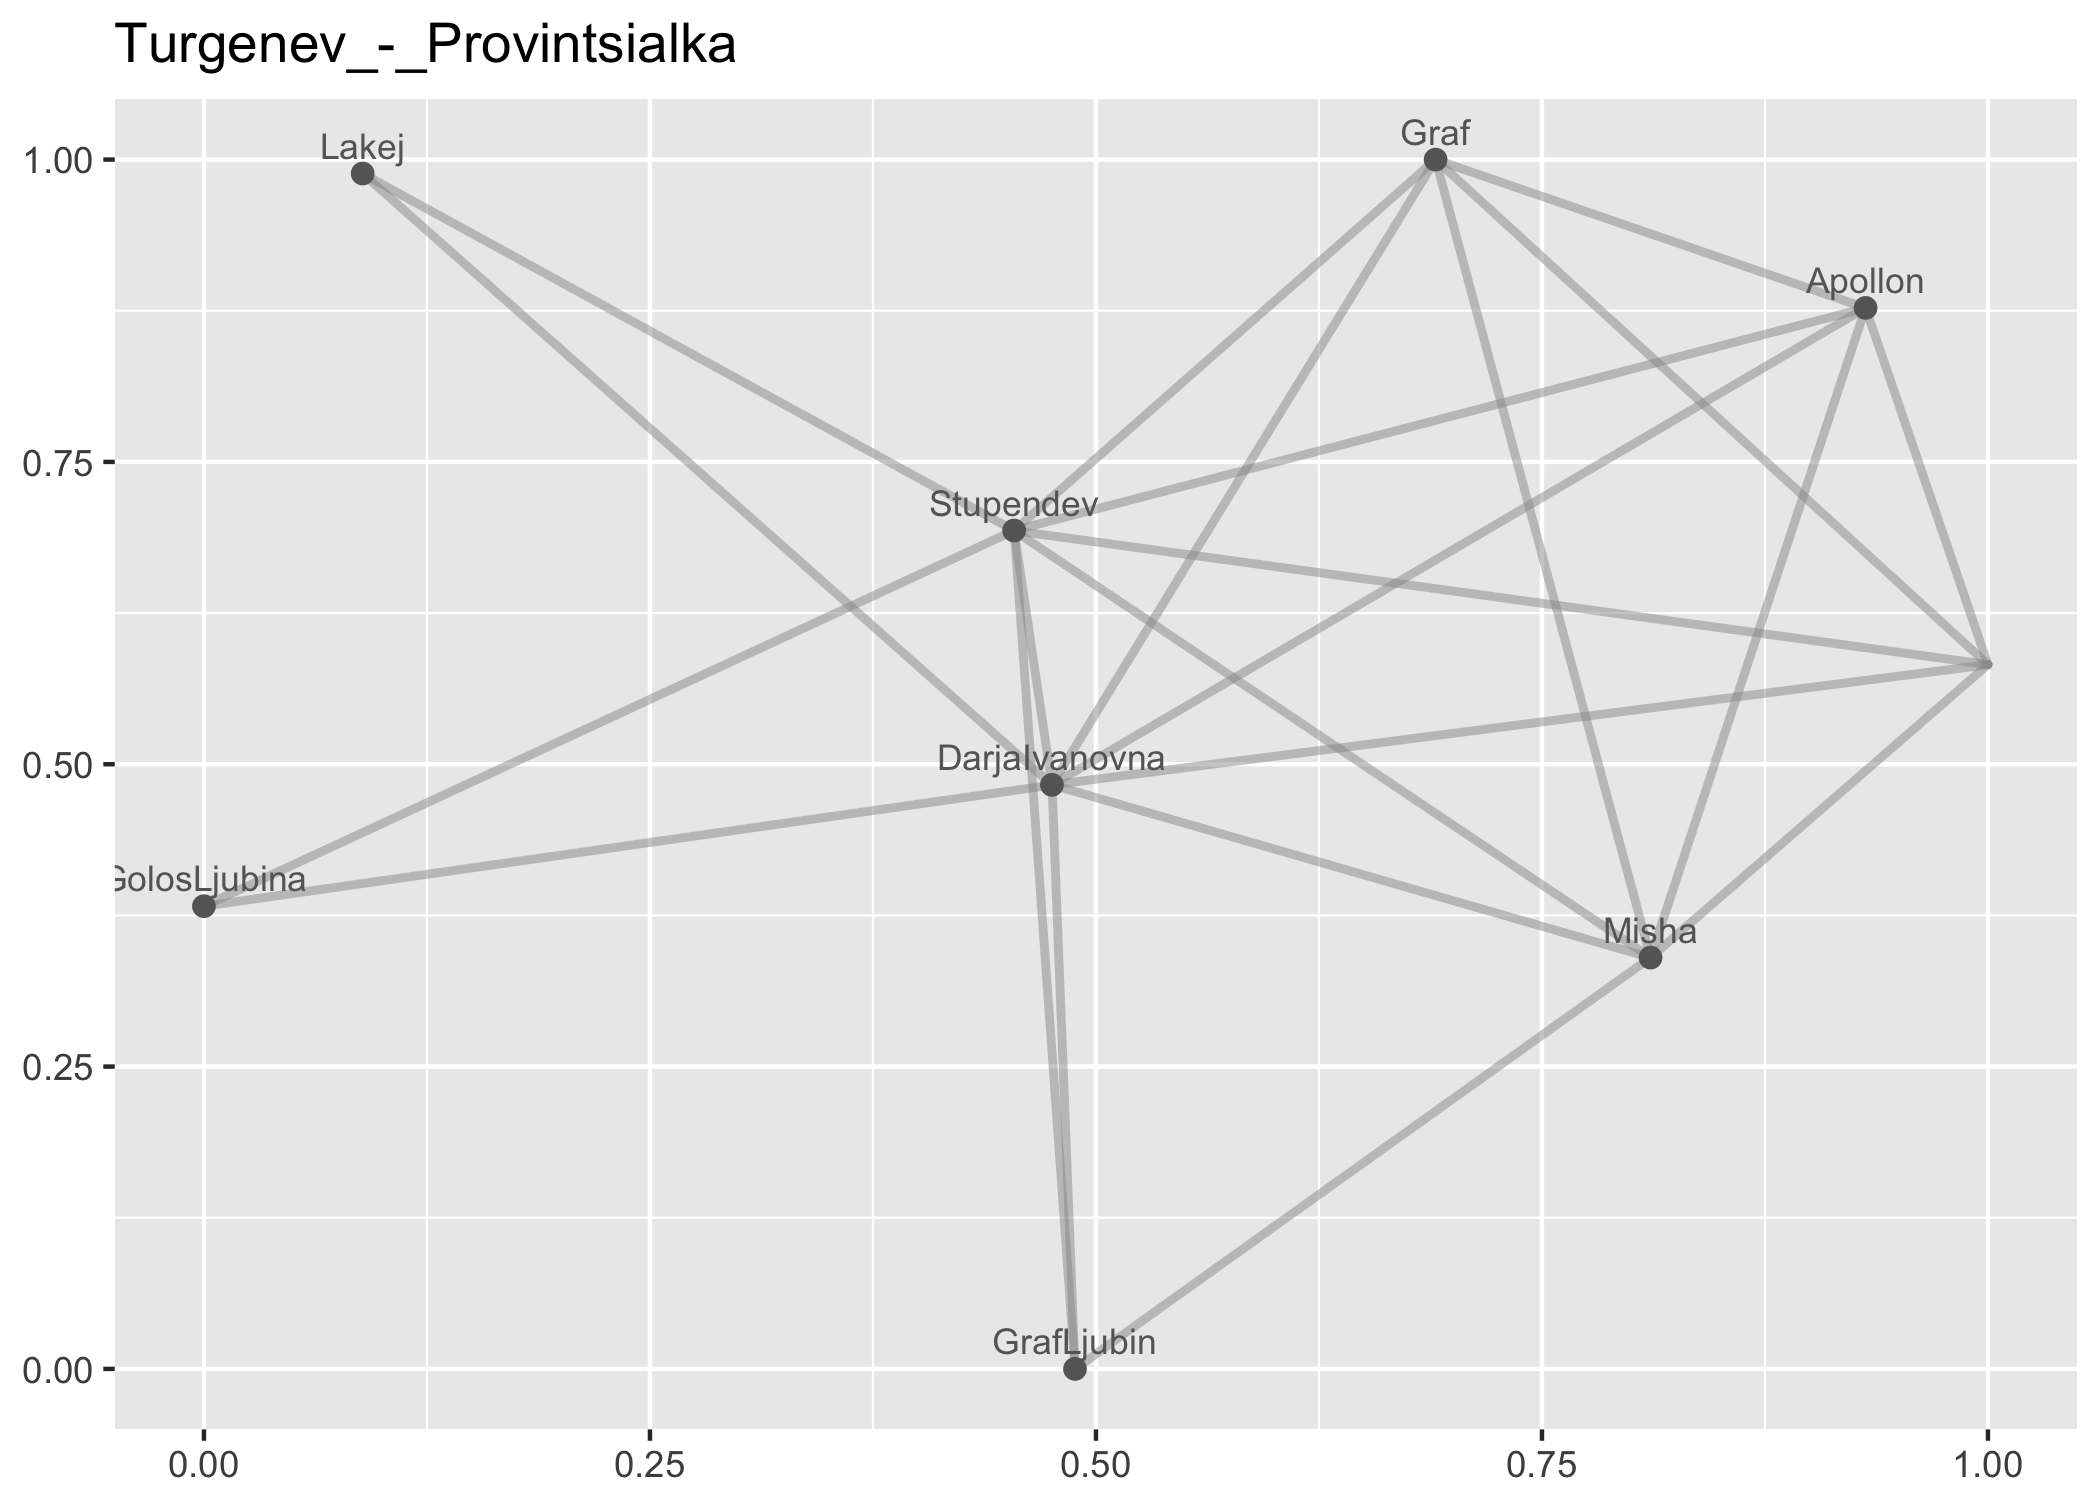 Turgenev_-_Provintsialka
Lakej
Graf
1.00
Apollon
0.75
Stupendev
0.50
DarjaIvanovna
GolosLjubina
Misha
0.25
GrafLjubin
0.00
0.00 0.25 0.50 0.75 1.00